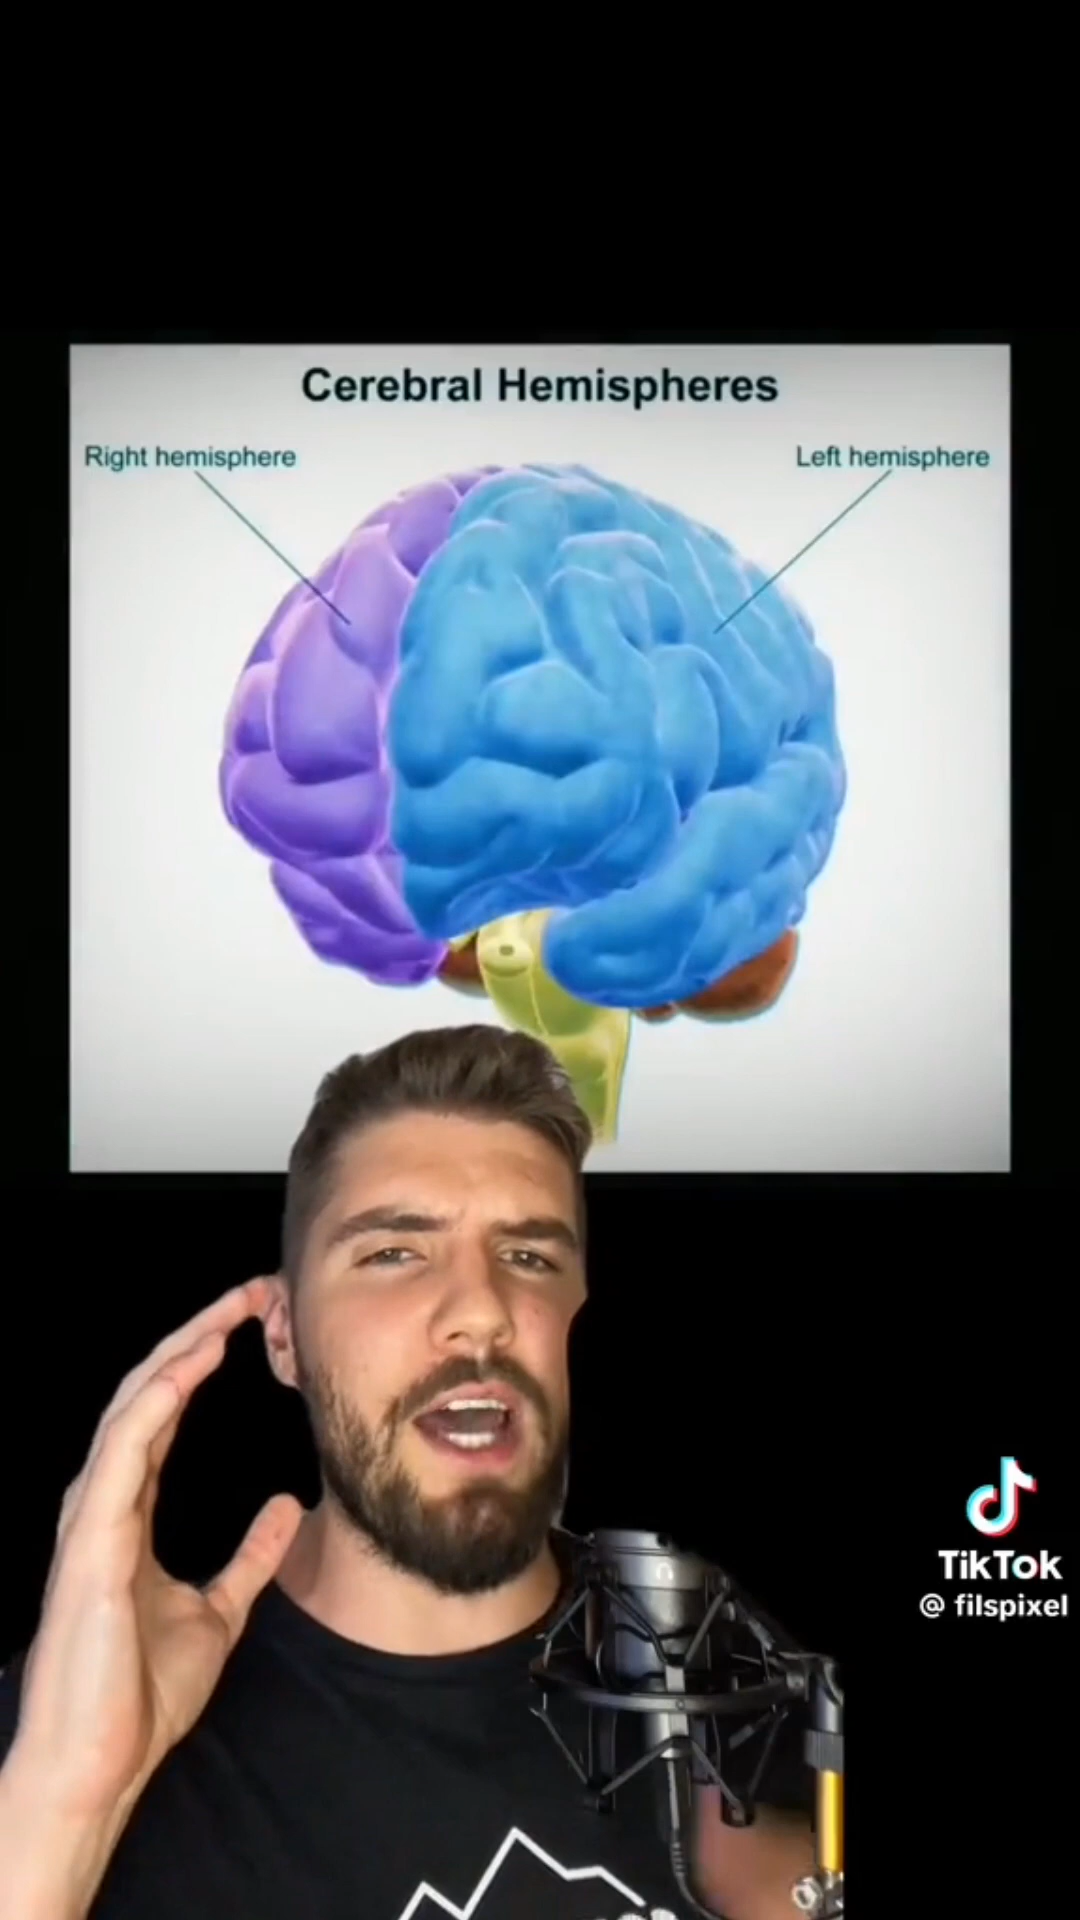 Cerebral Hemispheres
Right hemisphere
Left hemisphere
TikTok
@ filspixel